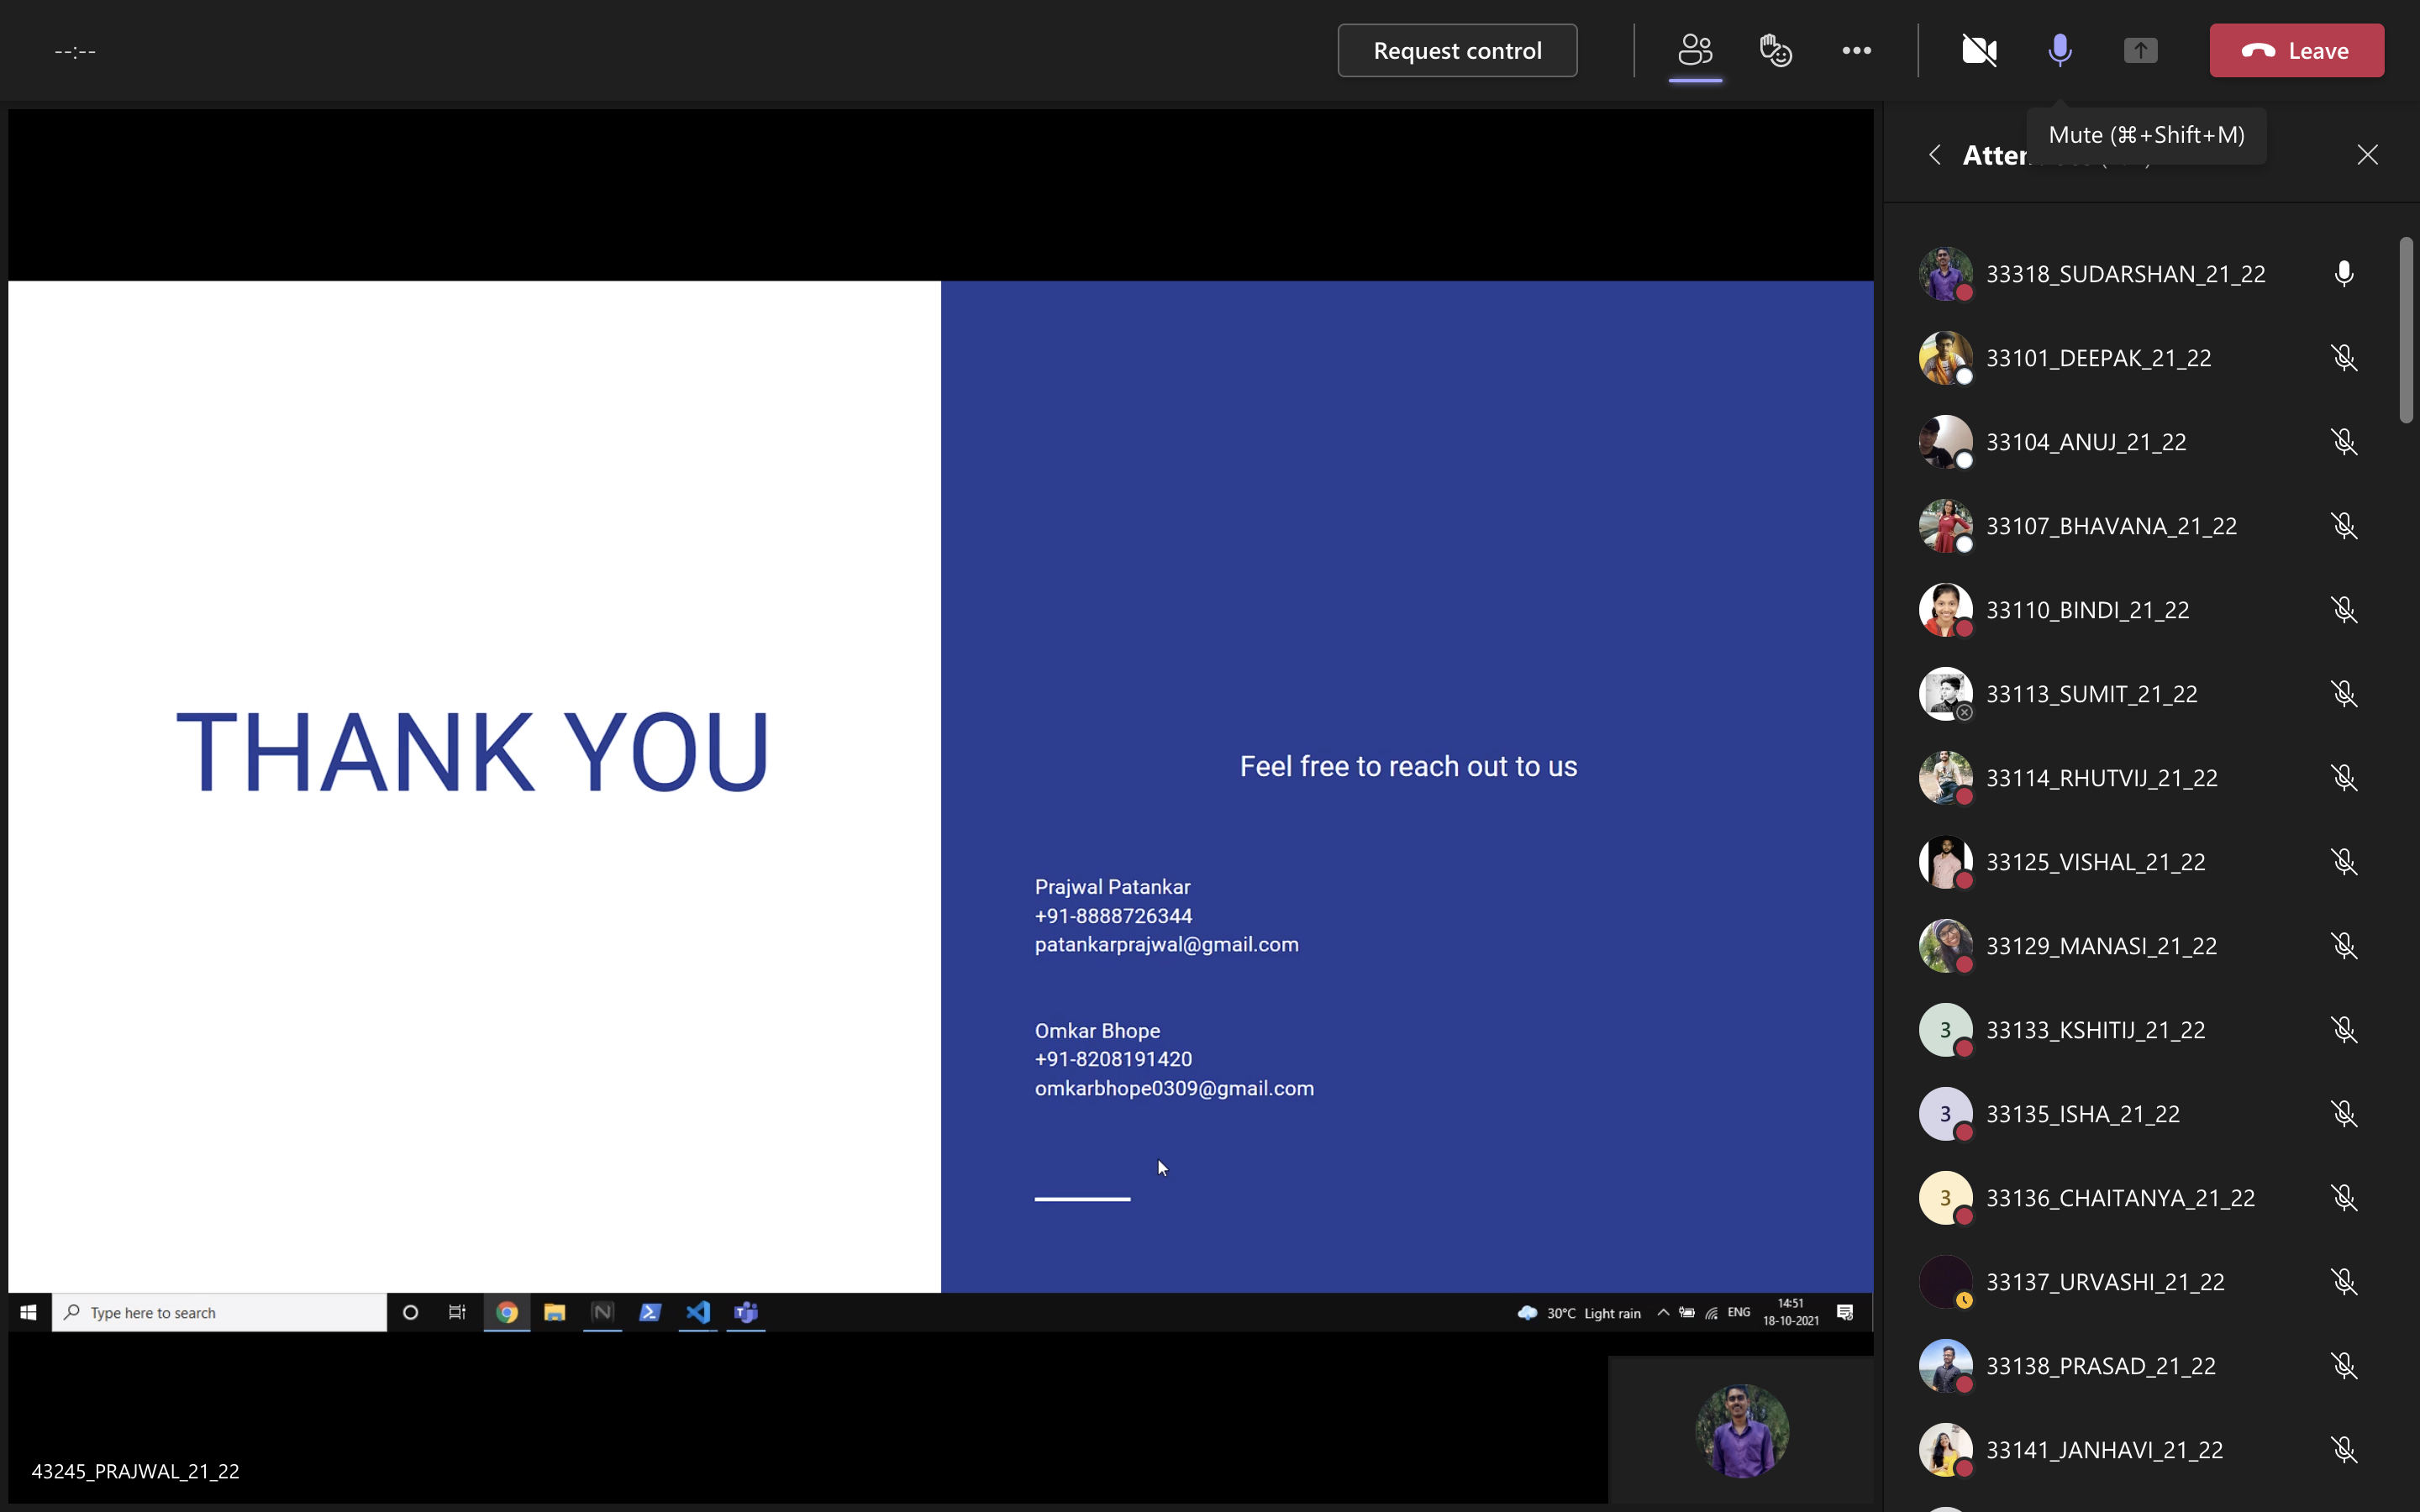 --:--
Request control
Leave
Mute (⌘+Shift+M)
THANK YOU
Feel free to reach out to us
Prajwal Patankar
+91-8888726344
patankarprajwal@gmail.com
Omkar Bhope
+91-8208191420
omkarbhope0309@gmail.com
Type here to search
30°C Light rain
ENG
14:51
18-10-2021
43245_PRAJWAL_21_22
33318_SUDARSHAN_21_22
33101_DEEPAK_21_22
33104_ANUJ_21_22
33107_BHAVANA_21_22
33110_BINDI_21_22
33113_SUMIT_21_22
33114_RHUTVIJ_21_22
33125_VISHAL_21_22
33129_MANASI_21_22
3 33133_KSHITIJ_21_22
3 33135_ISHA_21_22
3 33136_CHAITANYA_21_22
33137_URVASHI_21_22
33138_PRASAD_21_22
33141_JANHAVI_21_22